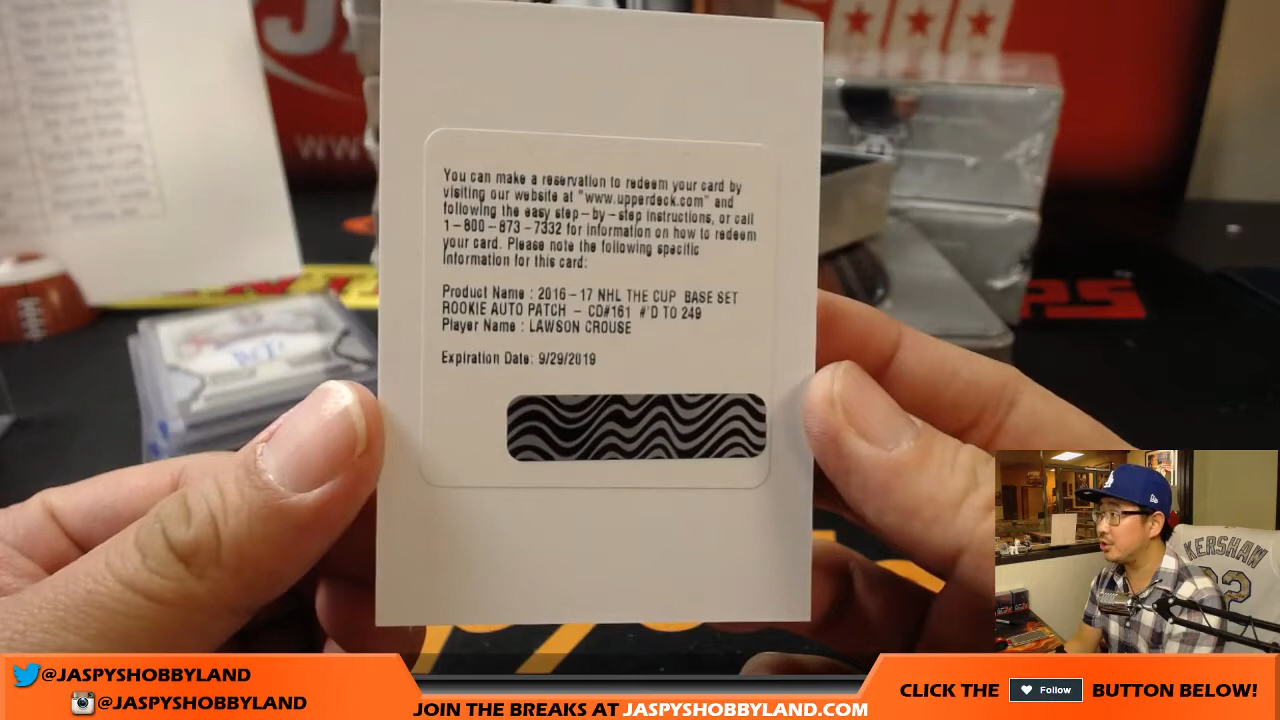 You can make a reservation to redeem your card by
visiting our website at "www.upperdeck.com" and
following the easy step-by-step instructions, or call
1-800-873-7332 for information on how to redeem
your card. Please note the following specific
information for this card:
Product Name : 2016-17 NHL THE CUP BASE SET
ROOKIE AUTO PATCH - CD#161 #'D TO 249
Player Name : LAWSON CROUSE
Expiration Date: 9/29/2019
KERSHAW
@JASPYSHOBBYLAND
@JASPYSHOBBYLAND
JOIN THE BREAKS AT JASPYSHOBBYLAND.COM
CLICK THE Follow BUTTON BELOW!